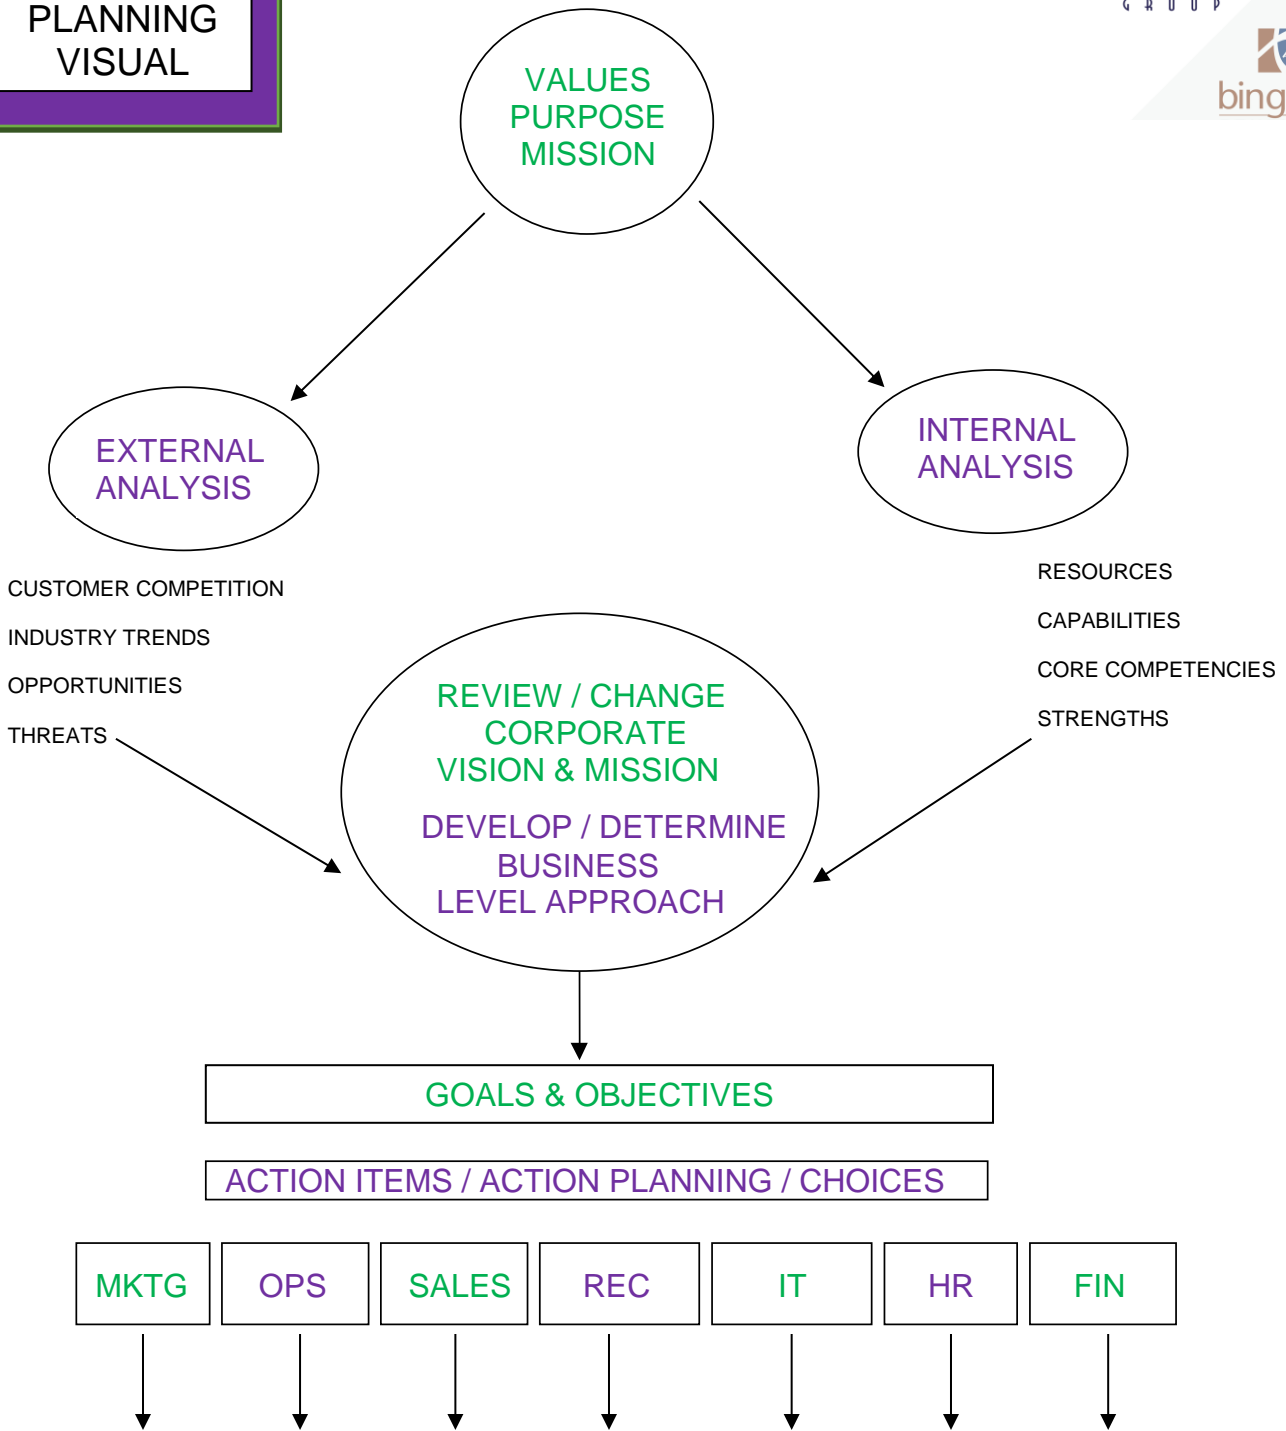 PLANNING
VISUAL
GROUP
VALUES
PURPOSE
MISSION
EXTERNAL
ANALYSIS
INTERNAL
ANALYSIS
CUSTOMER COMPETITION
INDUSTRY TRENDS
OPPORTUNITIES
THREATS
RESOURCES
CAPABILITIES
CORE COMPETENCIES
STRENGTHS
REVIEW / CHANGE
CORPORATE
VISION & MISSION
DEVELOP / DETERMINE
BUSINESS
LEVEL APPROACH
GOALS & OBJECTIVES
ACTION ITEMS / ACTION PLANNING / CHOICES
MKTG
OPS
SALES
REC
IT
HR
FIN